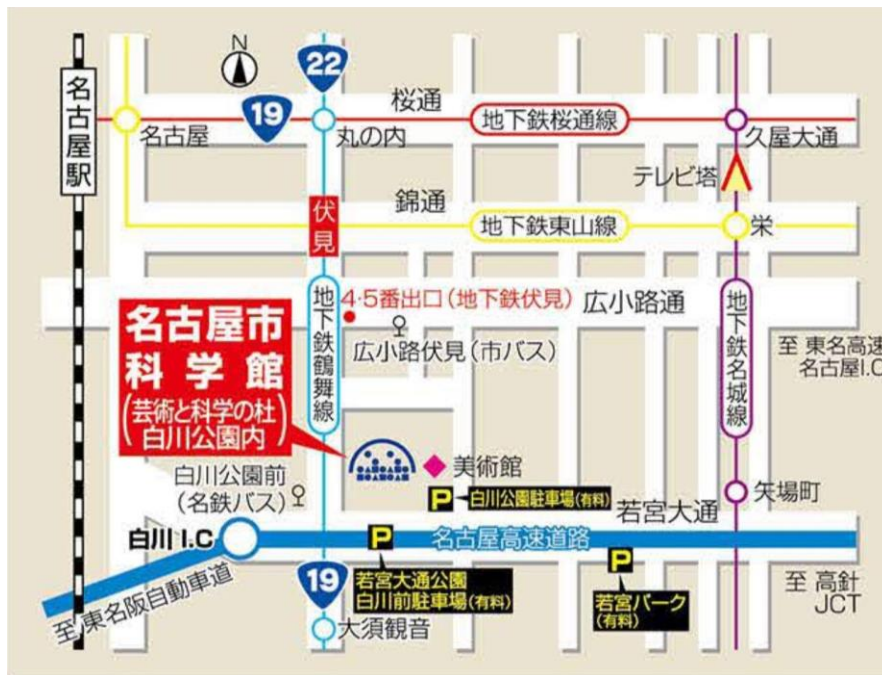 N
22
19
桜通
地下鉄桜通線
名古屋駅
名古屋
丸の内
久屋大通
テレビ塔
伏見
錦通
地下鉄東山線
栄
4・5番出口(地下鉄伏見)
広小路通
名古屋市
科学館
(芸術と科学の杜
白川公園内)
地下鉄鶴舞線
広小路伏見(市バス)
地下鉄名城線
至 東名高速
名古屋I.C
白川公園前
(名鉄バス)
美術館
P 白川公園駐車場(有料)
若宮大通
矢場町
白川 I.C
P
名古屋高速道路
P
至 東名阪自動車道
19
若宮大通公園
白川前駐車場(有料)
若宮パーク
(有料)
至 高針
JCT
大須観音